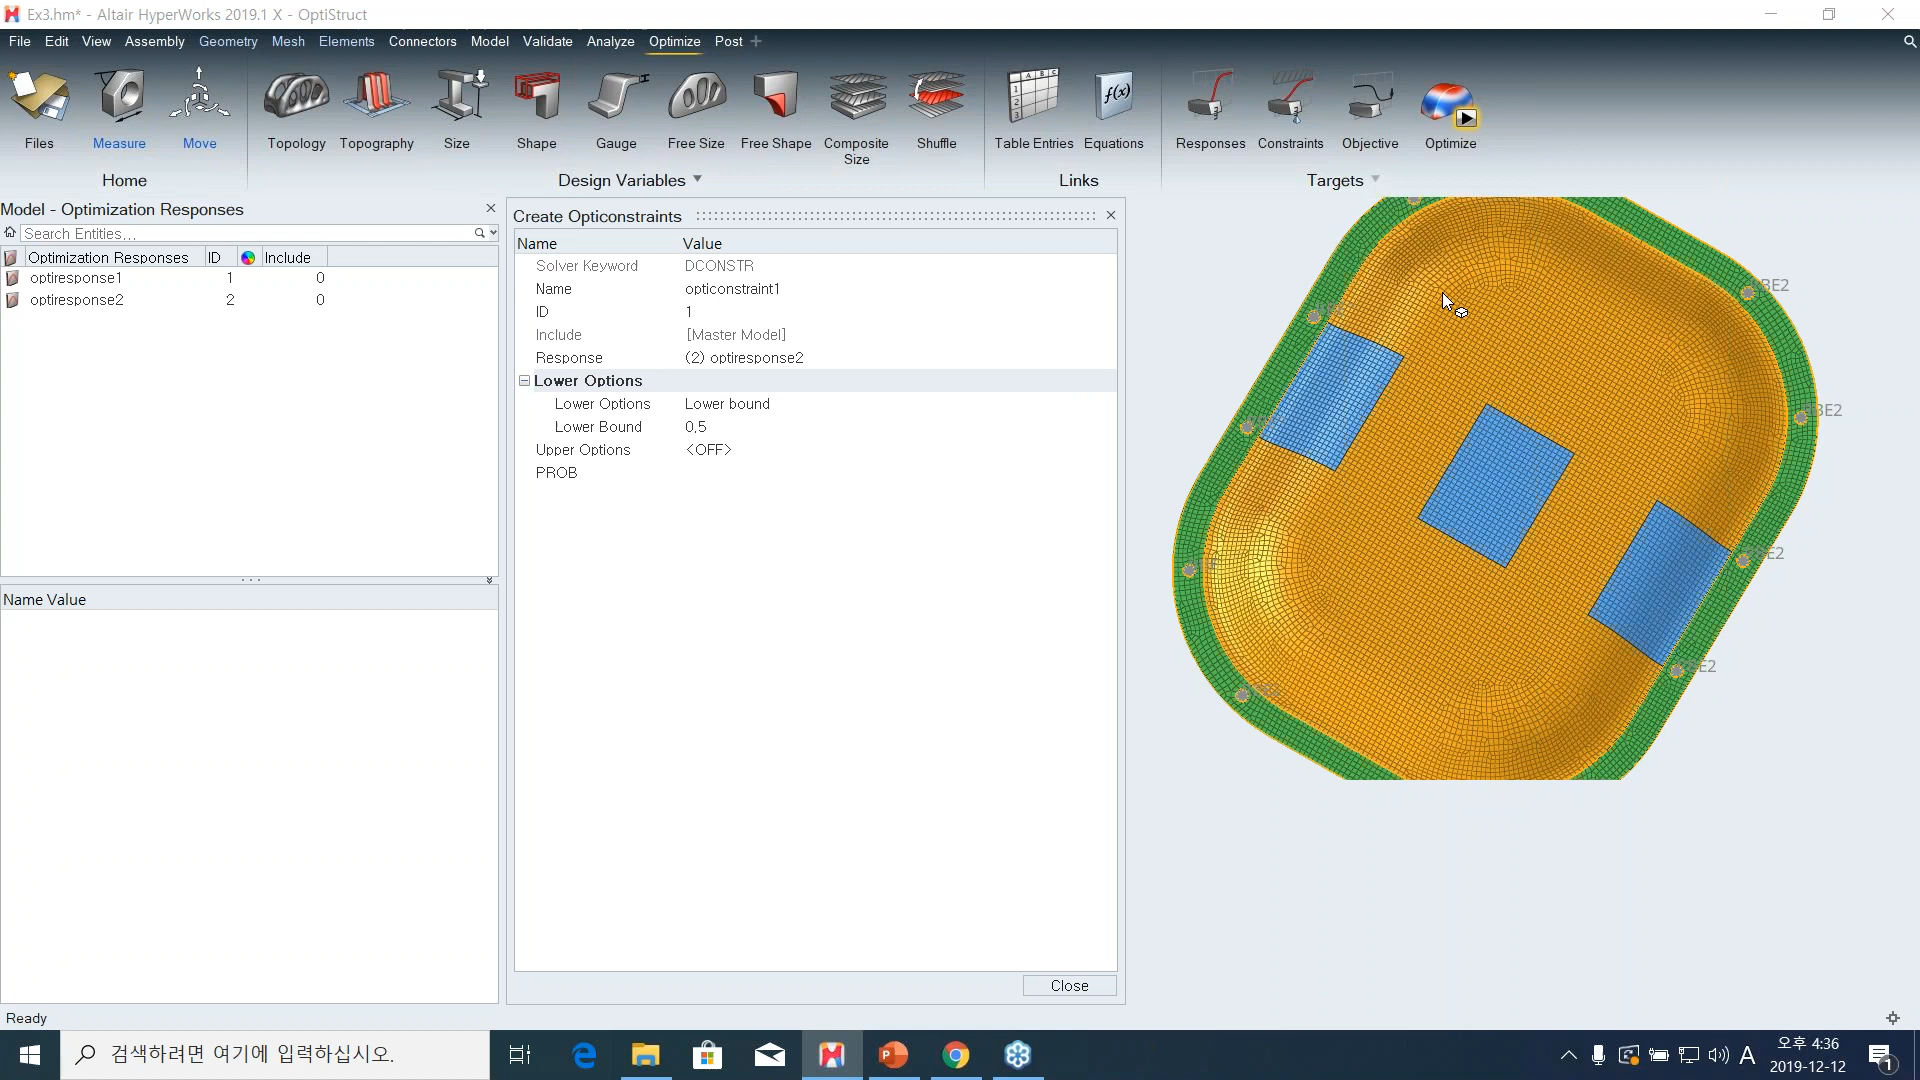 Ex3.hm* - Altair HyperWorks 2019.1 X - OptiStruct
File Edit View Assembly Geometry Mesh Elements Connectors Model Validate Analyze Optimize Post
Files Measure Move Topology Topography Size Shape Gauge Free Size Free Shape Composite Size Shuffle Table Entries Equations Responses Constraints Objective Optimize
Home Design Variables Links Targets
Model - Optimization Responses
Search Entities...
Optimization Responses ID Include
optiresponse1 1 0
optiresponse2 2 0
Name Value
Create Opticonstraints
Name Value
Solver Keyword DCONSTR
Name opticonstraint1
ID 1
Include [Master Model]
Response (2) optiresponse2
Lower Options
Lower Options Lower bound
Lower Bound 0,5
Upper Options <OFF>
PROB
Close
Ready
검색하려면 여기에 입력하십시오.
A
오후 4:36
2019-12-12
1